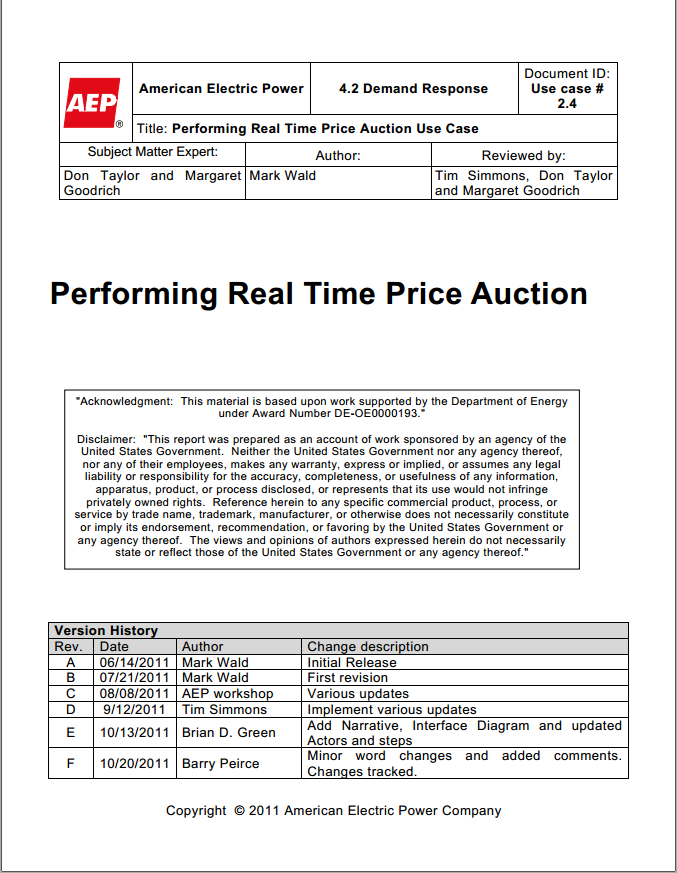 AEP®
American Electric Power
4.2 Demand Response
Document ID:
Use case #
2.4
Title: Performing Real Time Price Auction Use Case
Subject Matter Expert:
Author:
Reviewed by:
Don Taylor and Margaret
Goodrich
Mark Wald
Tim Simmons, Don Taylor
and Margaret Goodrich
Performing Real Time Price Auction
"Acknowledgment: This material is based upon work supported by the Department of Energy
under Award Number DE-OE0000193."
Disclaimer: "This report was prepared as an account of work sponsored by an agency of the
United States Government. Neither the United States Government nor any agency thereof,
nor any of their employees, makes any warranty, express or implied, or assumes any legal
liability or responsibility for the accuracy, completeness, or usefulness of any information,
apparatus, product, or process disclosed, or represents that its use would not infringe
privately owned rights. Reference herein to any specific commercial product, process, or
service by trade name, trademark, manufacturer, or otherwise does not necessarily constitute
or imply its endorsement, recommendation, or favoring by the United States Government or
any agency thereof. The views and opinions of authors expressed herein do not necessarily
state or reflect those of the United States Government or any agency thereof."
Version History
Rev. Date Author Change description
A 06/14/2011 Mark Wald Initial Release
B 07/21/2011 Mark Wald First revision
C 08/08/2011 AEP workshop Various updates
D 9/12/2011 Tim Simmons Implement various updates
E 10/13/2011 Brian D. Green Add Narrative, Interface Diagram and updated
Actors and steps
F 10/20/2011 Barry Peirce Minor word changes and added comments.
Changes tracked.
Copyright © 2011 American Electric Power Company